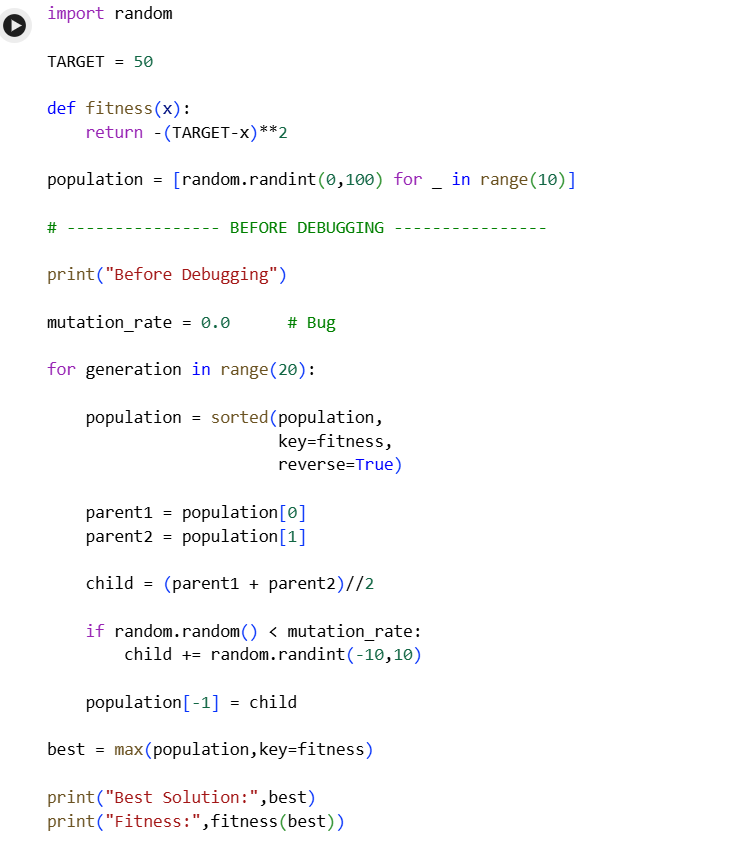 import random
TARGET = 50
def fitness(x):
    return -(TARGET-x)**2
population = [random.randint(0,100) for _ in range(10)]
# ---------------- BEFORE DEBUGGING ----------------
print("Before Debugging")
mutation_rate = 0.0      # Bug
for generation in range(20):
    population = sorted(population,
                        key=fitness,
                        reverse=True)
    parent1 = population[0]
    parent2 = population[1]
    child = (parent1 + parent2)//2
    if random.random() < mutation_rate:
        child += random.randint(-10,10)
    population[-1] = child
best = max(population,key=fitness)
print("Best Solution:",best)
print("Fitness:",fitness(best))